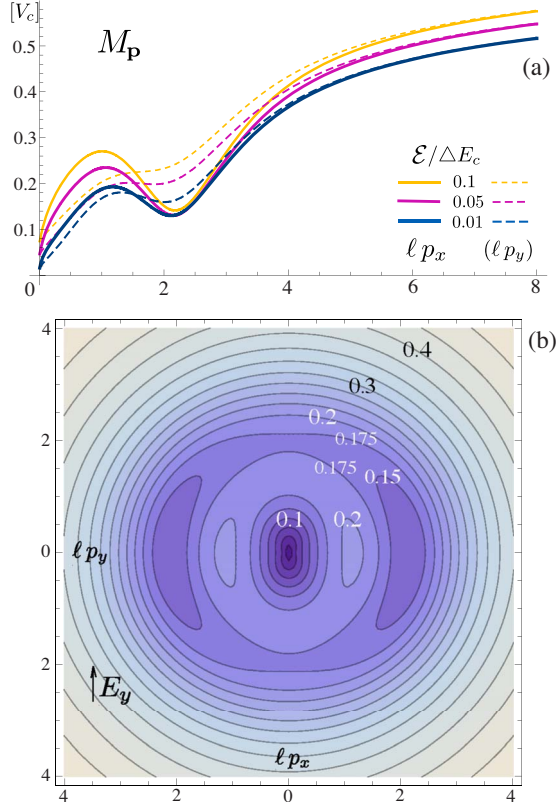 [V_c]
0.5
M_p
(a)
0.4
0.3
ℰ/△E_c
0.1
0.2
0.05
0.01
0.1
ℓ p_x (ℓ p_y)
0 2 4 6 8
(b)
4
0.4
0.3
0.2
2
0.175
0.175
0.15
0.1 0.2
0
ℓ p_y
2
E_y
ℓ p_x
4
4 2 0 2 4